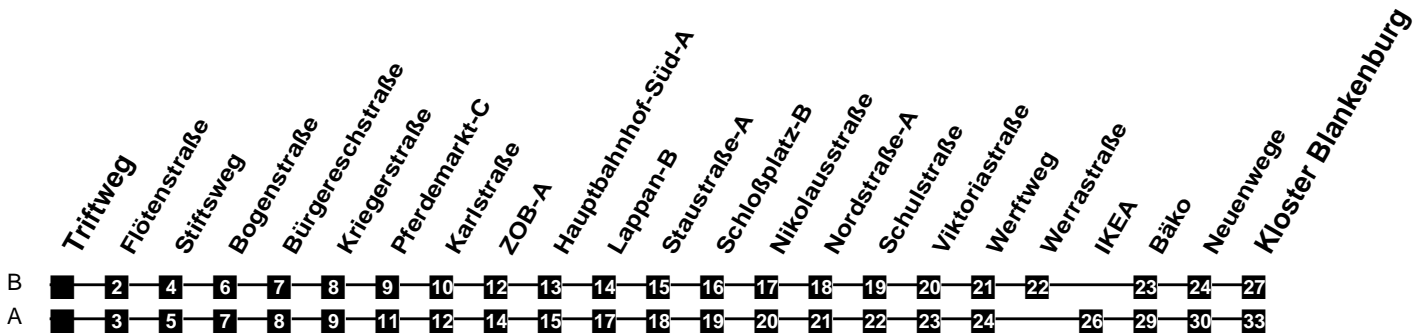 Triftweg
Flötenstraße
Stiftsweg
Bogenstraße
Bürgereschstraße
Kriegerstraße
Pferdemarkt-C
Karlstraße
ZOB-A
Hauptbahnhof-Süd-A
Lappan-B
Staustraße-A
Schloßplatz-B
Nikolausstraße
Nordstraße-A
Schulstraße
Viktoriastraße
Werftweg
Werrastraße
IKEA
Bäko
Neuenwege
Kloster Blankenburg
B 2 4 6 7 8 9 10 12 13 14 15 16 17 18 19 20 21 22 23 24 27
A 3 5 7 8 9 11 12 14 15 17 18 19 20 21 22 23 24 26 29 30 33